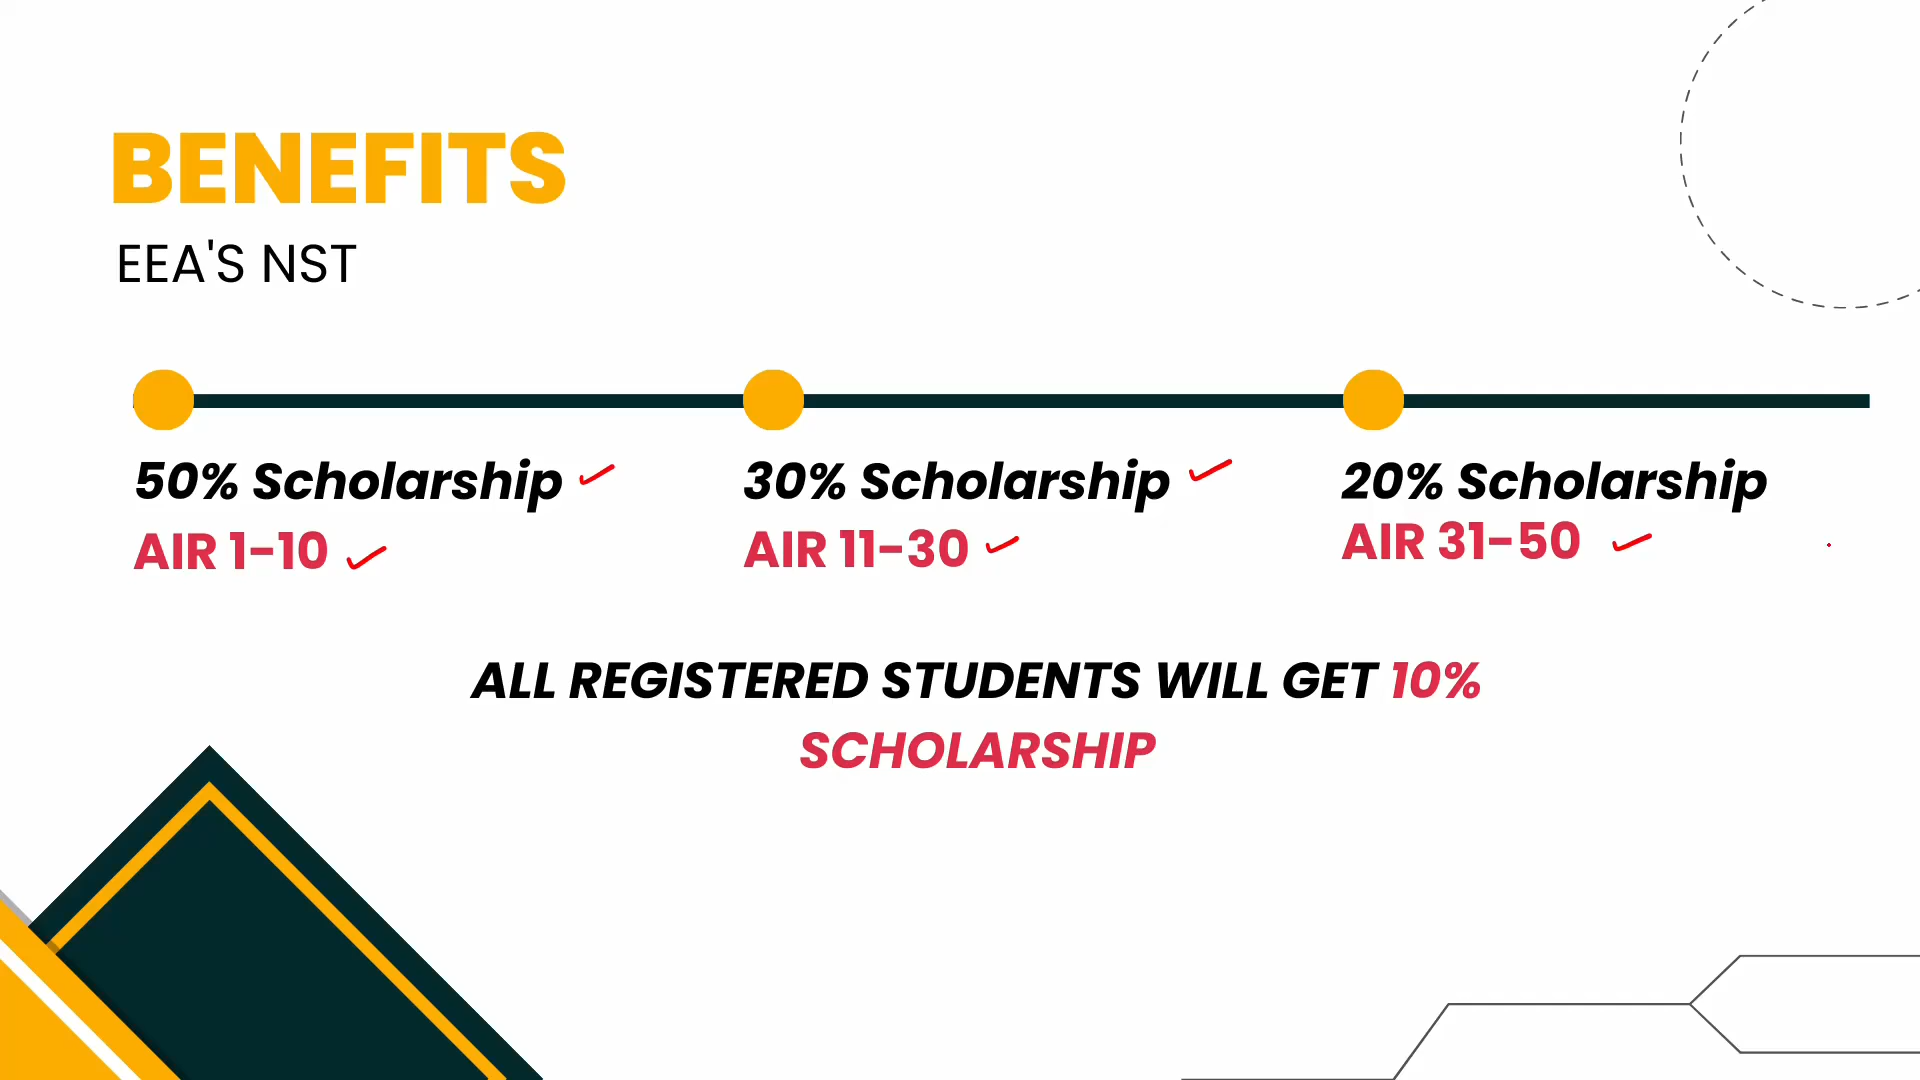 BENEFITS
EEA'S NST
50% Scholarship
AIR 1-10
30% Scholarship
AIR 11-30
20% Scholarship
AIR 31-50
ALL REGISTERED STUDENTS WILL GET 10%
SCHOLARSHIP